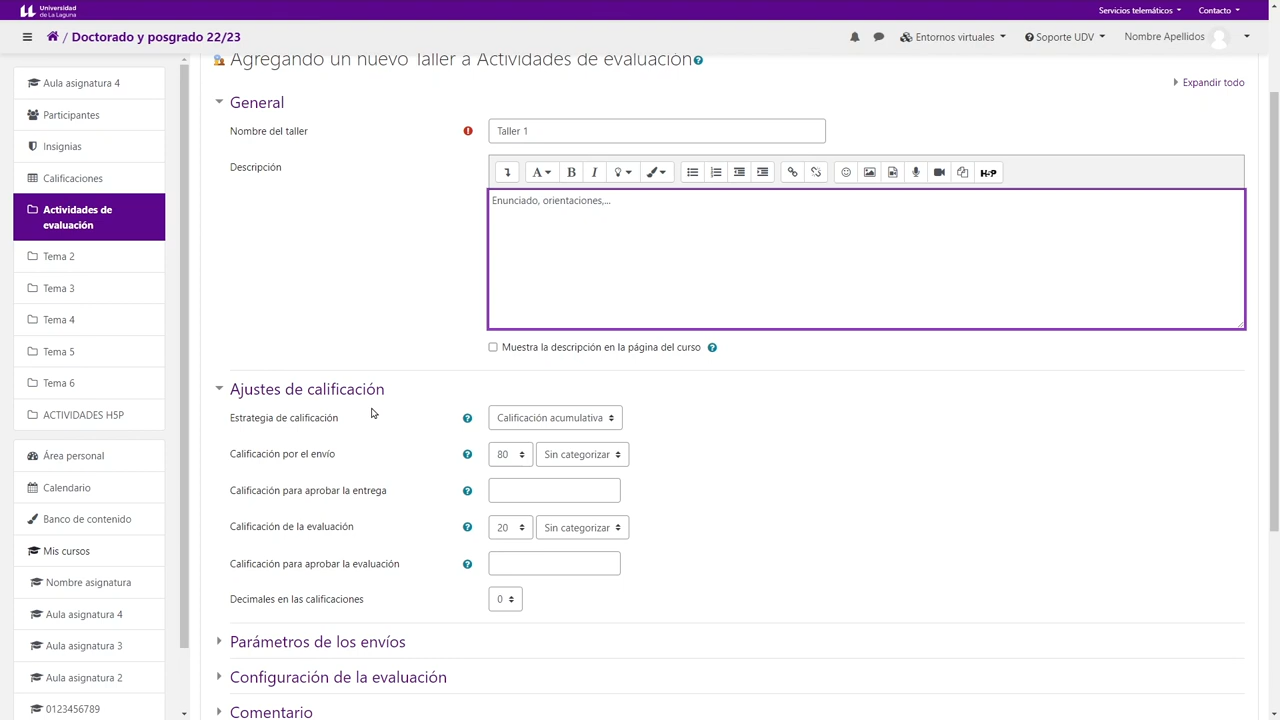 Universidad
de La Laguna
Servicios telemáticos
Contacto
/ Doctorado y posgrado 22/23
Entornos virtuales
Soporte UDV
Nombre Apellidos
Aula asignatura 4
Participantes
Insignias
Calificaciones
Actividades de
evaluación
Tema 2
Tema 3
Tema 4
Tema 5
Tema 6
ACTIVIDADES H5P
Área personal
Calendario
Banco de contenido
Mis cursos
Nombre asignatura
Aula asignatura 4
Aula asignatura 3
Aula asignatura 2
0123456789
Agregando un nuevo Taller a Actividades de evaluación
Expandir todo
General
Nombre del taller
Taller 1
Descripción
A B I H5P
Enunciado, orientaciones,...
Muestra la descripción en la página del curso
Ajustes de calificación
Estrategia de calificación
Calificación acumulativa
Calificación por el envío
80
Sin categorizar
Calificación para aprobar la entrega
Calificación de la evaluación
20
Sin categorizar
Calificación para aprobar la evaluación
Decimales en las calificaciones
0
Parámetros de los envíos
Configuración de la evaluación
Comentario